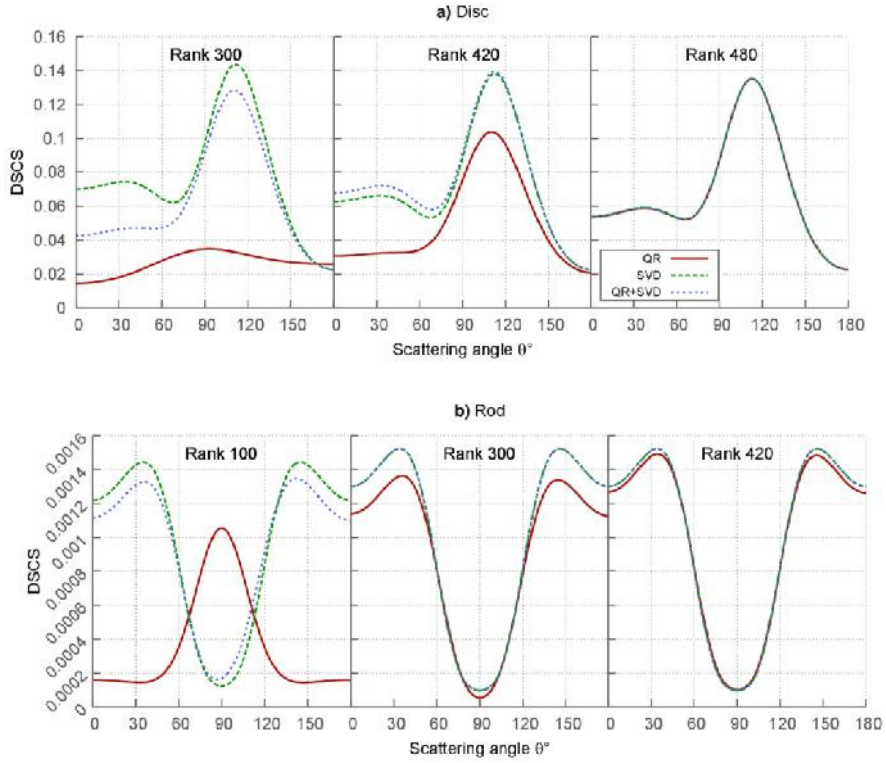 a) Disc
0.16
0.14
0.12
0.1
0.08
0.06
0.04
0.02
0
DSCS
Rank 300
Rank 420
Rank 480
QR
SVD
QR+SVD
0 30 60 90 120 150 0 30 60 90 120 150 0 30 60 90 120 150 180
Scattering angle θ°
b) Rod
0.0016
0.0014
0.0012
0.001
0.0008
0.0006
0.0004
0.0002
0
DSCS
Rank 100
Rank 300
Rank 420
0 30 60 90 120 150 0 30 60 90 120 150 0 30 60 90 120 150 180
Scattering angle θ°